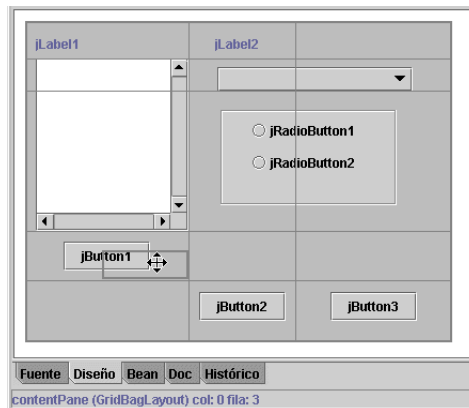 jLabel1 jLabel2
jRadioButton1
jRadioButton2
jButton1
jButton2 jButton3
Fuente Diseño Bean Doc Histórico
contentPane (GridBagLayout) col: 0 fila: 3